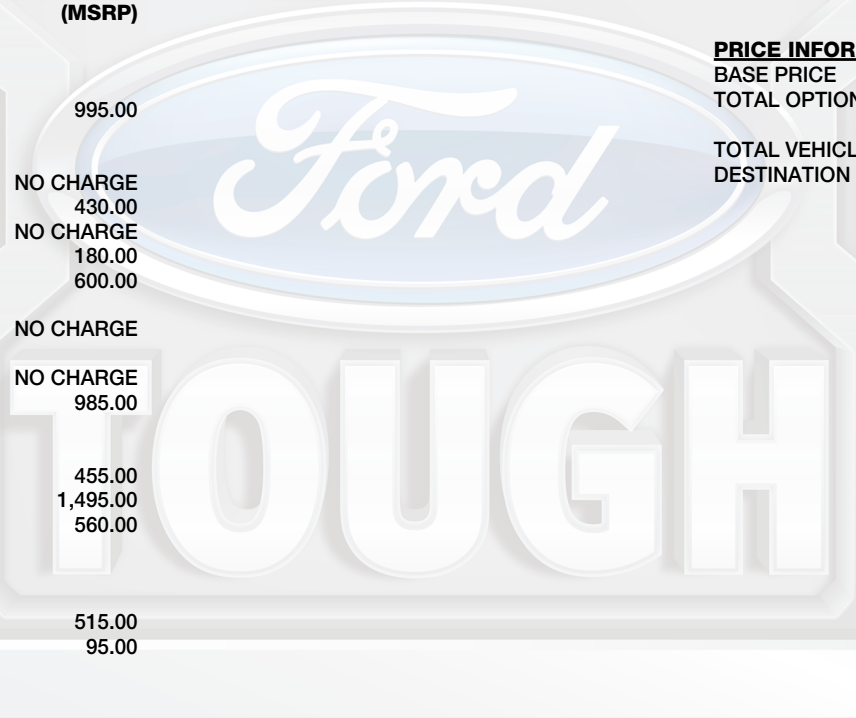 (MSRP)
995.00
NO CHARGE
430.00
NO CHARGE
180.00
600.00
NO CHARGE
NO CHARGE
985.00
455.00
1,495.00
560.00
515.00
95.00
PRICE INFOR
BASE PRICE
TOTAL OPTION
TOTAL VEHICL
DESTINATION
Ford
TOUGH